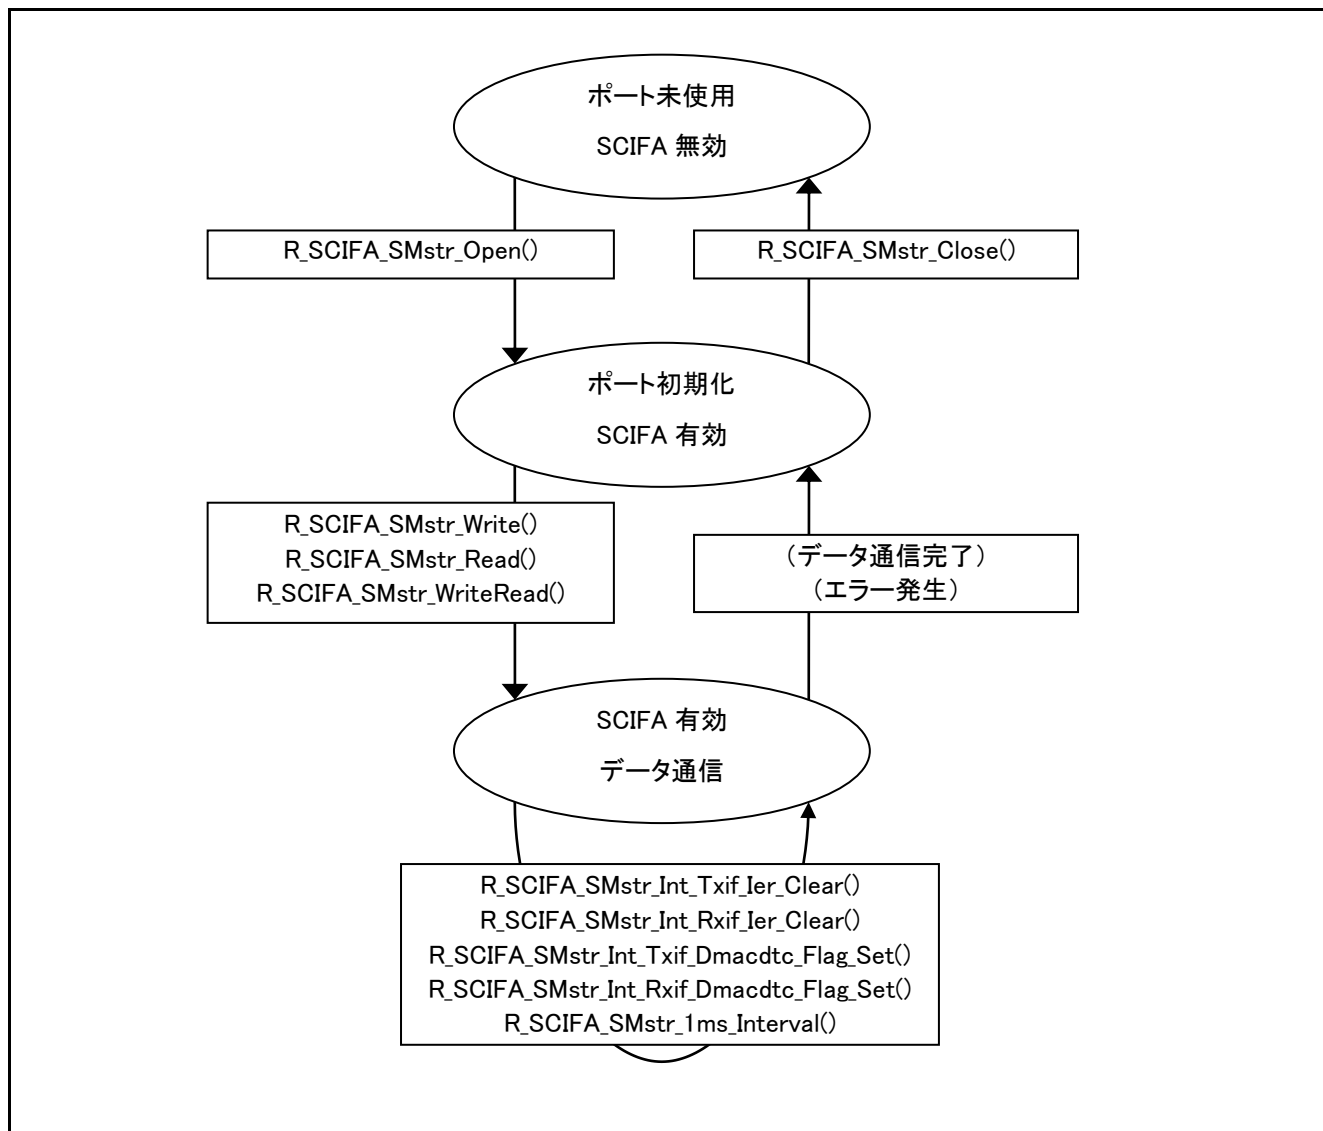 ポート未使用
SCIFA 無効
R_SCIFA_SMstr_Open()
R_SCIFA_SMstr_Close()
ポート初期化
SCIFA 有効
R_SCIFA_SMstr_Write()
R_SCIFA_SMstr_Read()
R_SCIFA_SMstr_WriteRead()
(データ通信完了)
(エラー発生)
SCIFA 有効
データ通信
R_SCIFA_SMstr_Int_Txif_Ier_Clear()
R_SCIFA_SMstr_Int_Rxif_Ier_Clear()
R_SCIFA_SMstr_Int_Txif_Dmacdtc_Flag_Set()
R_SCIFA_SMstr_Int_Rxif_Dmacdtc_Flag_Set()
R_SCIFA_SMstr_1ms_Interval()